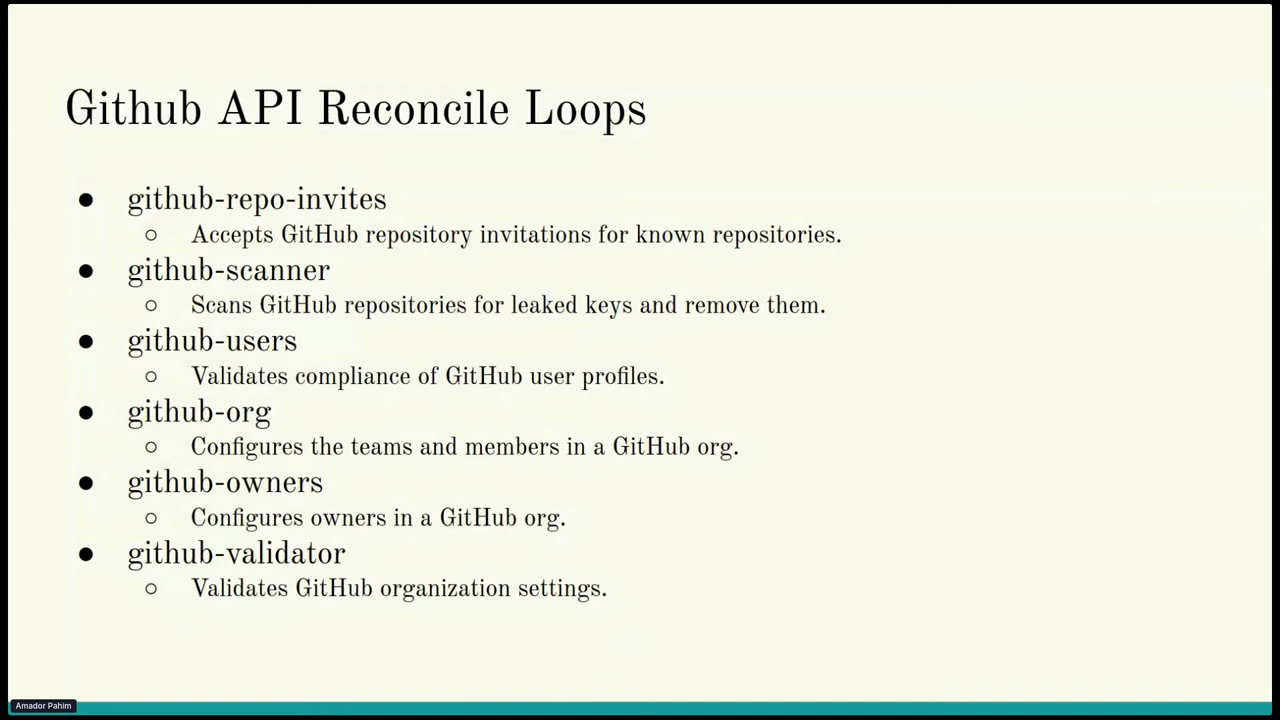 Github API Reconcile Loops
● github-repo-invites
○ Accepts GitHub repository invitations for known repositories.
● github-scanner
○ Scans GitHub repositories for leaked keys and remove them.
● github-users
○ Validates compliance of GitHub user profiles.
● github-org
○ Configures the teams and members in a GitHub org.
● github-owners
○ Configures owners in a GitHub org.
● github-validator
○ Validates GitHub organization settings.
Amador Pahim